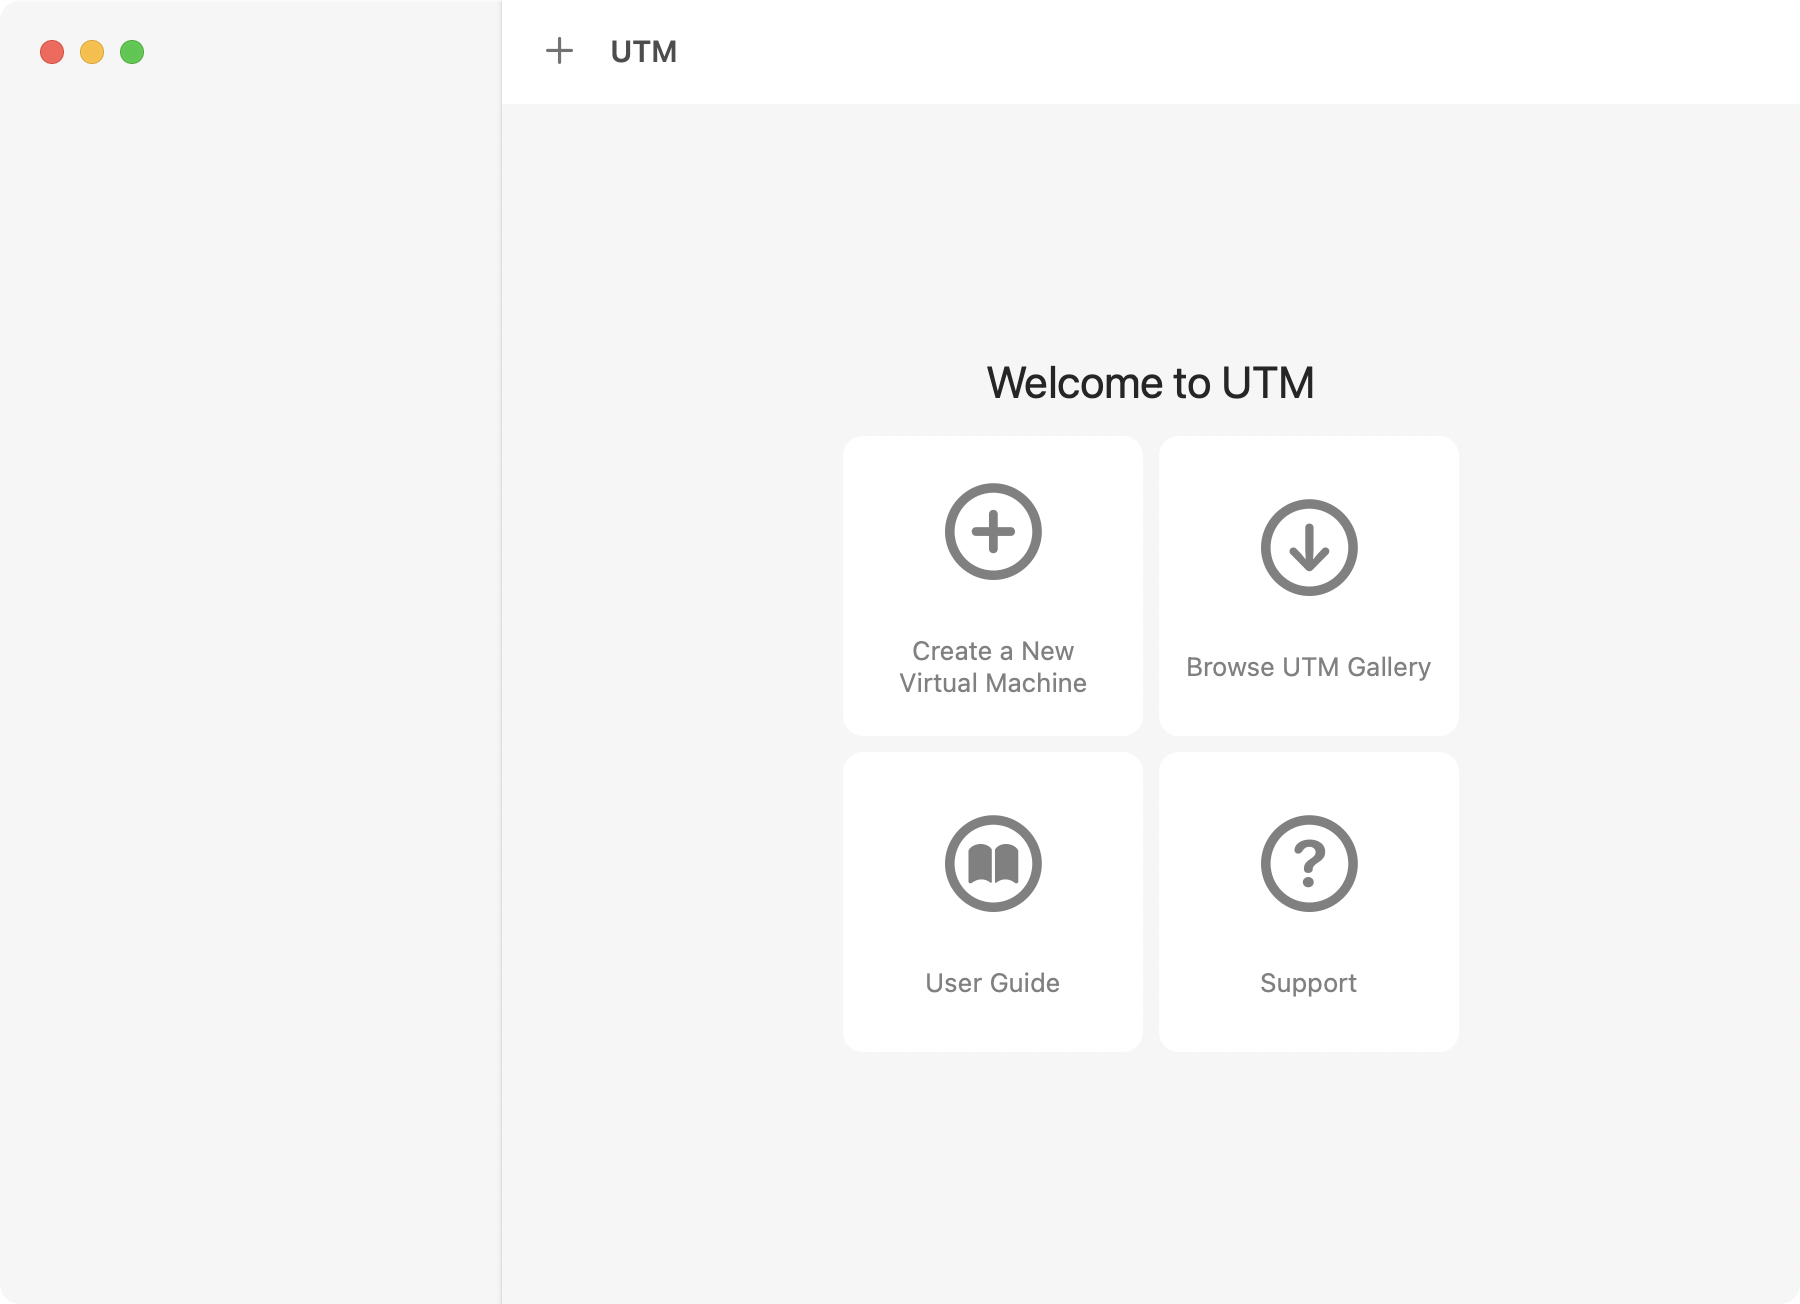 UTM
Welcome to UTM
Create a New
Virtual Machine
Browse UTM Gallery
User Guide
Support